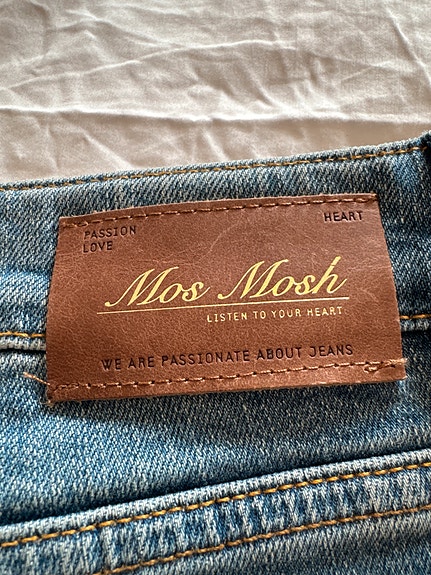 PASSION
LOVE
HEART
Mos Mosh
LISTEN TO YOUR HEART
WE ARE PASSIONATE ABOUT JEANS